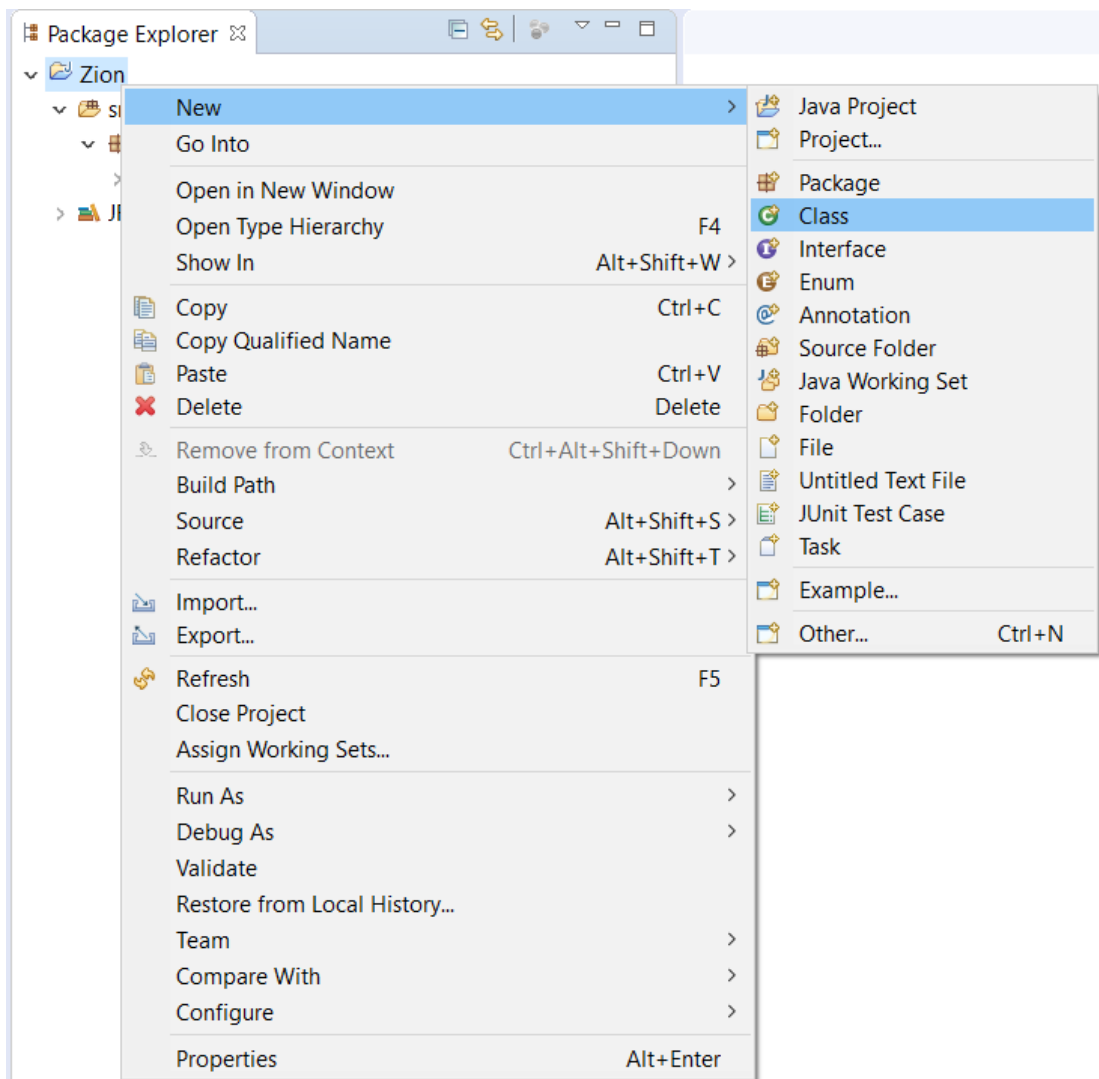 Package Explorer
Zion
New
Go Into
Open in New Window
Open Type Hierarchy F4
Show In Alt+Shift+W
Copy Ctrl+C
Copy Qualified Name
Paste Ctrl+V
Delete Delete
Remove from Context Ctrl+Alt+Shift+Down
Build Path
Source Alt+Shift+S
Refactor Alt+Shift+T
Import...
Export...
Refresh F5
Close Project
Assign Working Sets...
Run As
Debug As
Validate
Restore from Local History...
Team
Compare With
Configure
Properties Alt+Enter
Java Project
Project...
Package
Class
Interface
Enum
Annotation
Source Folder
Java Working Set
Folder
File
Untitled Text File
JUnit Test Case
Task
Example...
Other... Ctrl+N